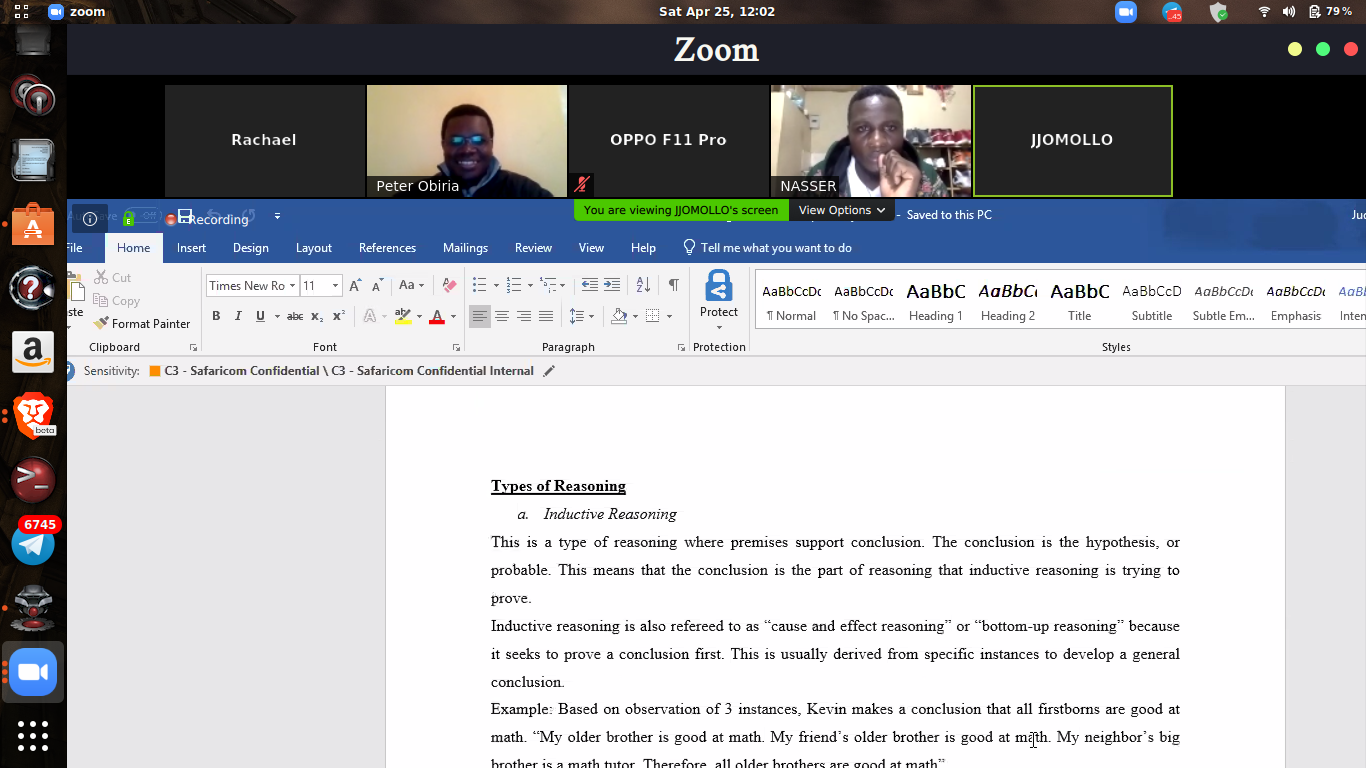 zoom
Sat Apr 25, 12:02
45
79 %
Zoom
Rachael
Peter Obiria
OPPO F11 Pro
NASSER
JJOMOLLO
Recording
You are viewing JJOMOLLO's screen
View Options
- Saved to this PC
File Home Insert Design Layout References Mailings Review View Help Tell me what you want to do
Cut
Copy
Format Painter
Times New Ro 11
Aa
B I U abc x₂ x²
A
Protect
AaBbCcDc AaBbCcDc AaBbC AaBbCc AaBbC AaBbCcD AaBbCcDc AaBbCcDc
¶ Normal ¶ No Spac... Heading 1 Heading 2 Title Subtitle Subtle Em... Emphasis
Clipboard Font Paragraph Protection Styles
Sensitivity: C3 - Safaricom Confidential \ C3 - Safaricom Confidential Internal
beta
6745
Types of Reasoning
a. Inductive Reasoning
This is a type of reasoning where premises support conclusion. The conclusion is the hypothesis, or
probable. This means that the conclusion is the part of reasoning that inductive reasoning is trying to
prove.
Inductive reasoning is also refereed to as “cause and effect reasoning” or “bottom-up reasoning” because
it seeks to prove a conclusion first. This is usually derived from specific instances to develop a general
conclusion.
Example: Based on observation of 3 instances, Kevin makes a conclusion that all firstborns are good at
math. “My older brother is good at math. My friend’s older brother is good at math. My neighbor’s big
brother is a math tutor. Therefore, all older brothers are good at math”